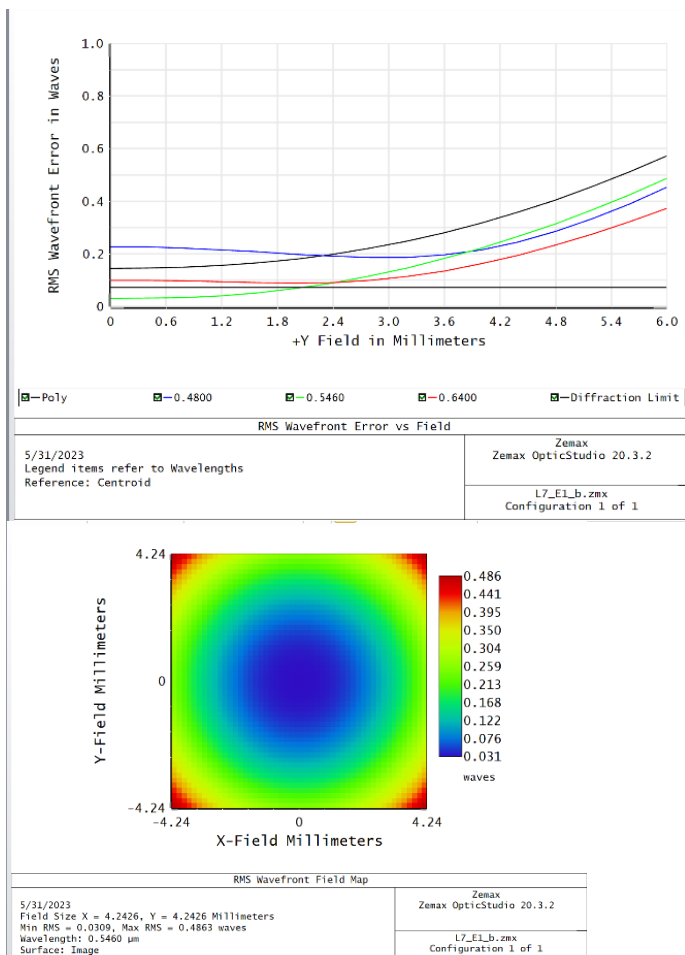 1.0
0.8
0.6
0.4
0.2
0
RMS Wavefront Error in Waves
0 0.6 1.2 1.8 2.4 3.0 3.6 4.2 4.8 5.4 6.0
+Y Field in Millimeters
Poly 0.4800 0.5460 0.6400 Diffraction Limit
RMS Wavefront Error vs Field
5/31/2023
Legend items refer to Wavelengths
Reference: Centroid
Zemax
Zemax OpticStudio 20.3.2
L7_E1_b.zmx
Configuration 1 of 1
4.24
0
-4.24
Y-Field Millimeters
-4.24 0 4.24
X-Field Millimeters
0.486
0.441
0.395
0.350
0.304
0.259
0.213
0.168
0.122
0.076
0.031
waves
RMS Wavefront Field Map
5/31/2023
Field Size X = 4.2426, Y = 4.2426 Millimeters
Min RMS = 0.0309, Max RMS = 0.4863 waves
Wavelength: 0.5460 µm
Surface: Image
Zemax
Zemax OpticStudio 20.3.2
L7_E1_b.zmx
Configuration 1 of 1